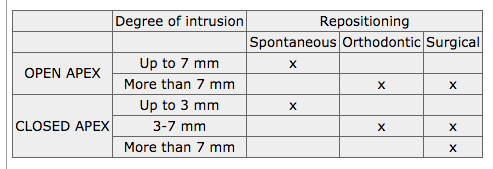 Degree of intrusion Repositioning
Spontaneous Orthodontic Surgical
OPEN APEX
Up to 7 mm x
More than 7 mm x x
CLOSED APEX
Up to 3 mm x
3-7 mm x x
More than 7 mm x